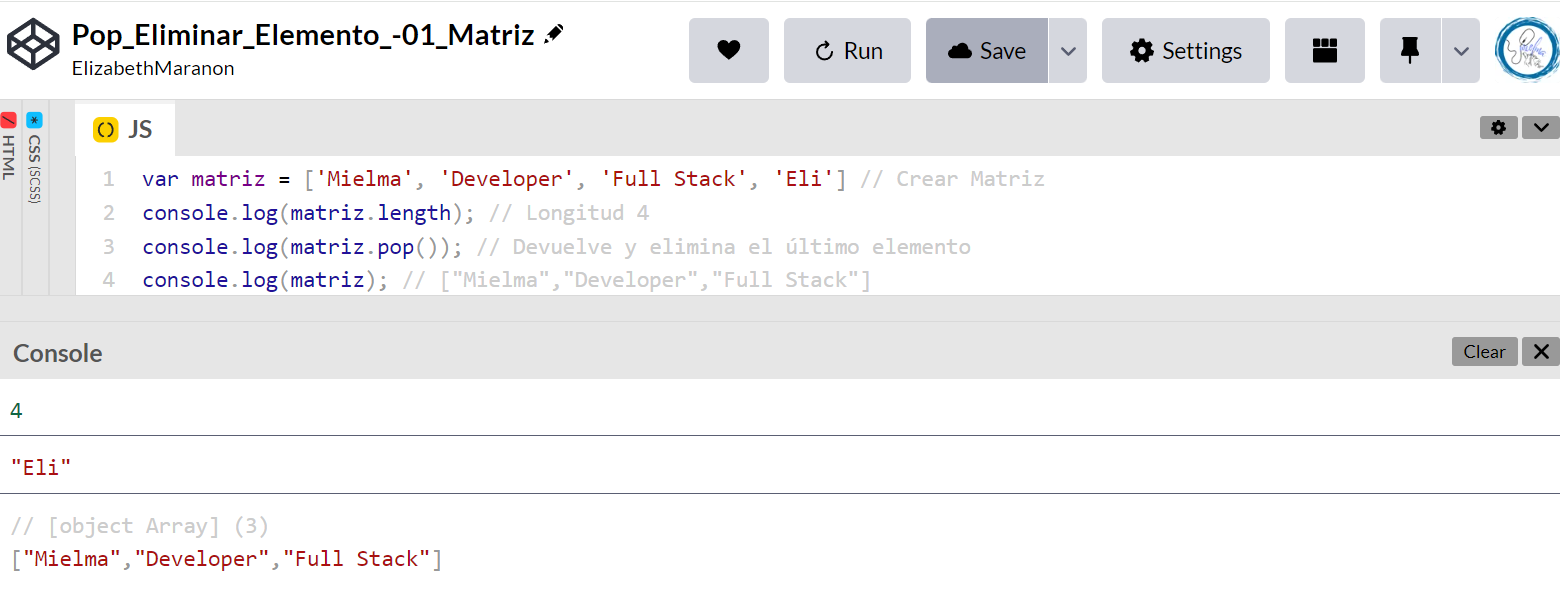 Pop_Eliminar_Elemento_-01_Matriz
ElizabethMaranon
Run
Save
Settings
HTML
CSS (SCSS)
JS
1 var matriz = ['Mielma', 'Developer', 'Full Stack', 'Eli'] // Crear Matriz
2 console.log(matriz.length); // Longitud 4
3 console.log(matriz.pop()); // Devuelve y elimina el último elemento
4 console.log(matriz); // ["Mielma","Developer","Full Stack"]
Console
Clear
4
"Eli"
// [object Array] (3)
["Mielma","Developer","Full Stack"]